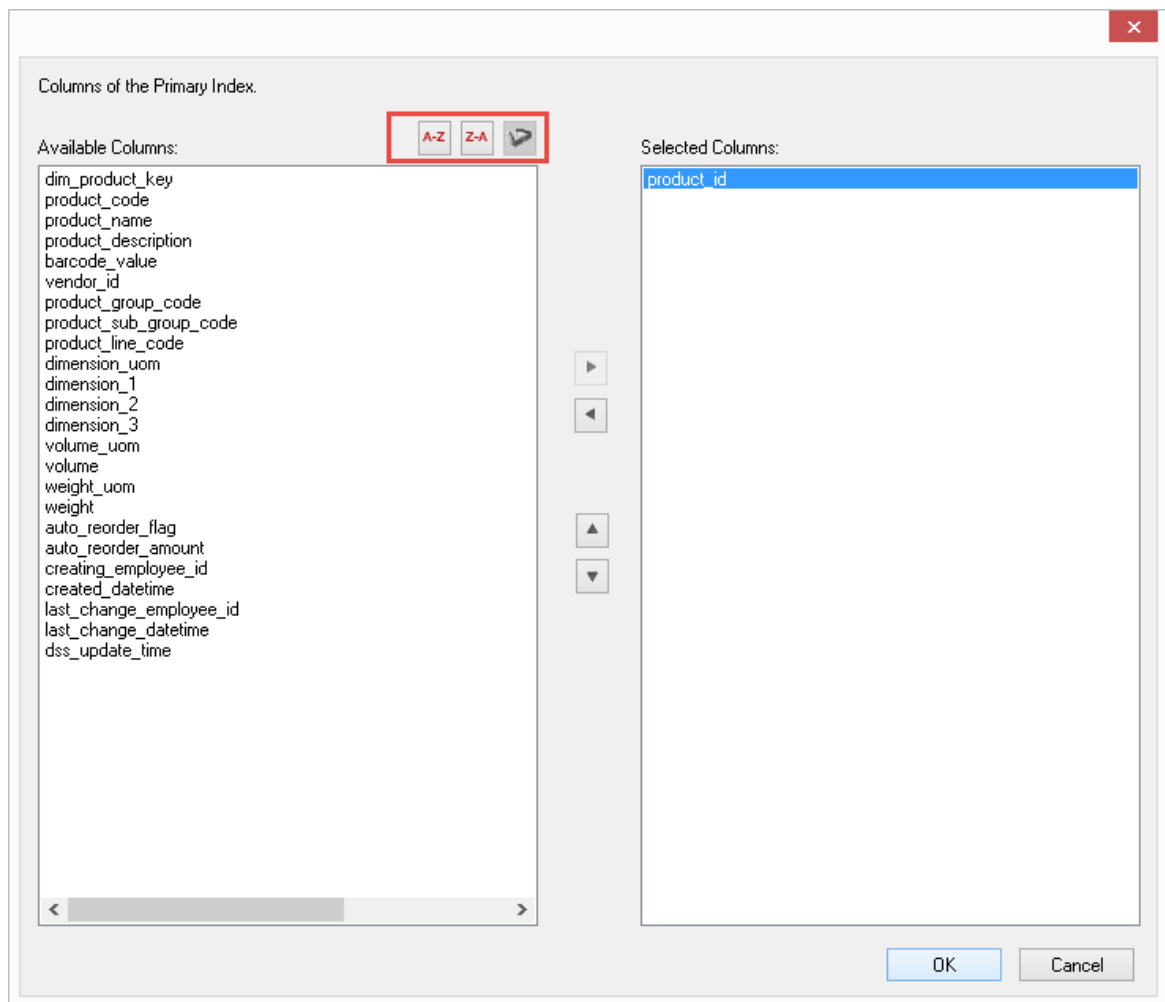 Columns of the Primary Index.
A-Z Z-A
Available Columns:
Selected Columns:
dim_product_key
product_code
product_name
product_description
barcode_value
vendor_id
product_group_code
product_sub_group_code
product_line_code
dimension_uom
dimension_1
dimension_2
dimension_3
volume_uom
volume
weight_uom
weight
auto_reorder_flag
auto_reorder_amount
creating_employee_id
created_datetime
last_change_employee_id
last_change_datetime
dss_update_time
product_id
OK
Cancel